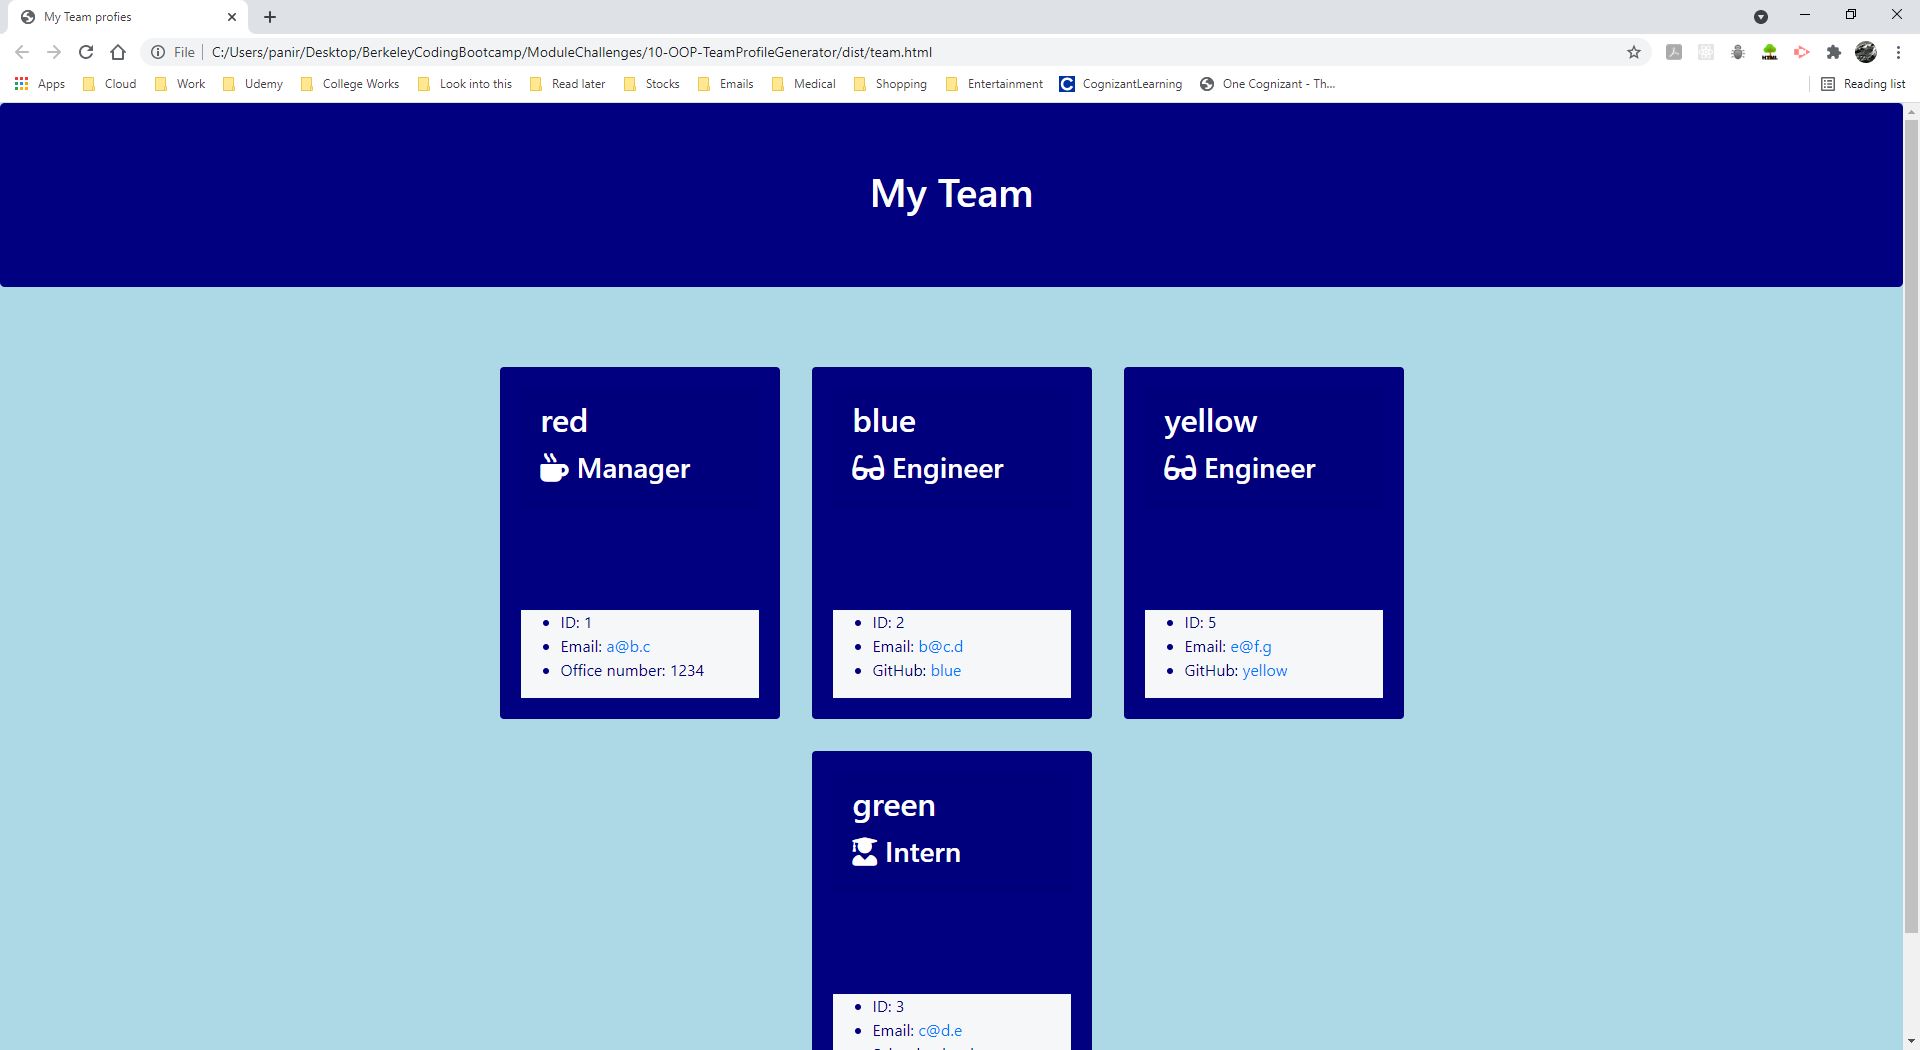 My Team profies
File
C:/Users/panir/Desktop/BerkeleyCodingBootcamp/ModuleChallenges/10-OOP-TeamProfileGenerator/dist/team.html
Apps Cloud Work Udemy College Works Look into this Read later Stocks Emails Medical Shopping Entertainment CognizantLearning One Cognizant - Th... Reading list
My Team
red
Manager
ID: 1
Email: a@b.c
Office number: 1234
blue
Engineer
ID: 2
Email: b@c.d
GitHub: blue
yellow
Engineer
ID: 5
Email: e@f.g
GitHub: yellow
green
Intern
ID: 3
Email: c@d.e